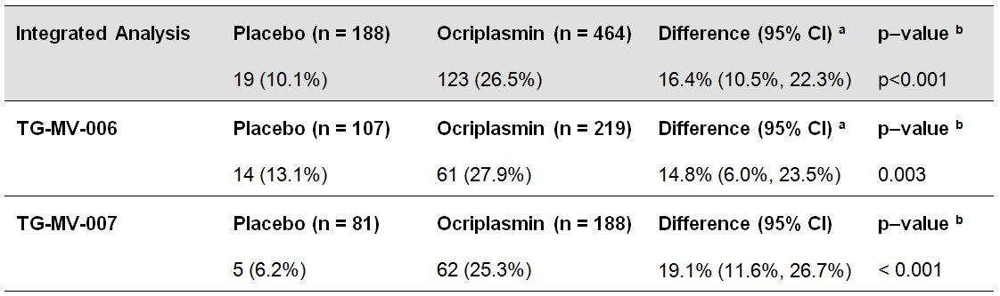 Integrated Analysis Placebo (n = 188) Ocriplasmin (n = 464) Difference (95% CI) a p–value b
19 (10.1%) 123 (26.5%) 16.4% (10.5%, 22.3%) p<0.001
TG-MV-006 Placebo (n = 107) Ocriplasmin (n = 219) Difference (95% CI) a p–value b
14 (13.1%) 61 (27.9%) 14.8% (6.0%, 23.5%) 0.003
TG-MV-007 Placebo (n = 81) Ocriplasmin (n = 188) Difference (95% CI) p–value b
5 (6.2%) 62 (25.3%) 19.1% (11.6%, 26.7%) < 0.001